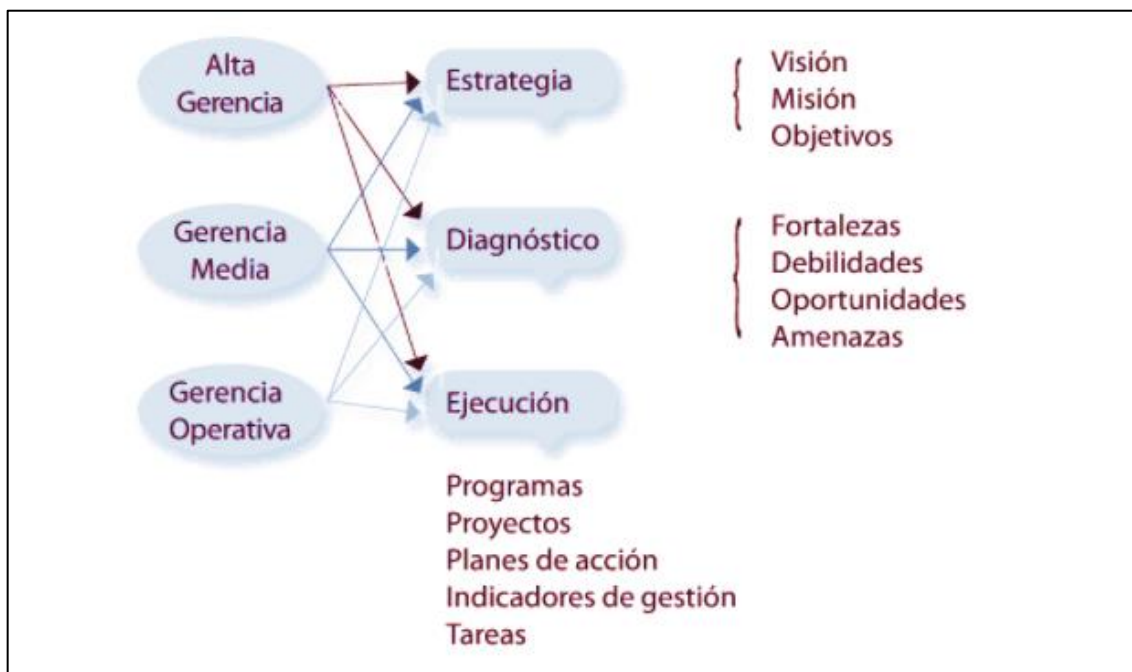 Alta
Gerencia
Estrategia
Visión
Misión
Objetivos
Gerencia
Media
Diagnóstico
Fortalezas
Debilidades
Oportunidades
Amenazas
Gerencia
Operativa
Ejecución
Programas
Proyectos
Planes de acción
Indicadores de gestión
Tareas